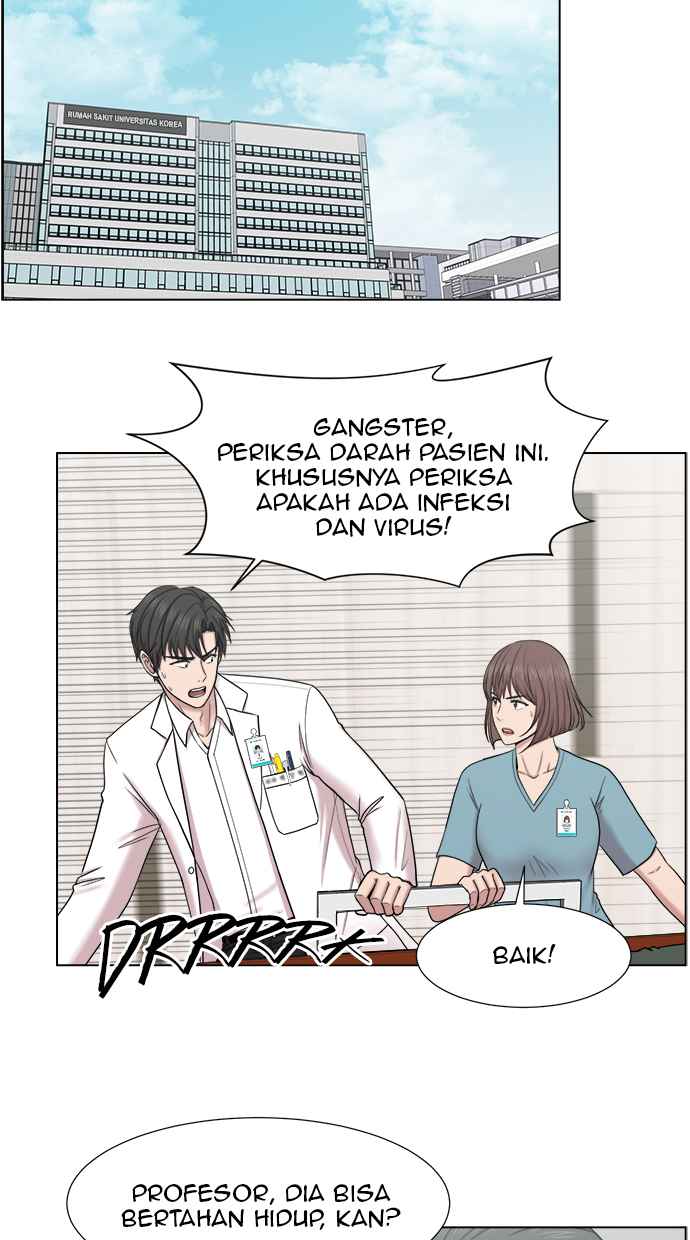 RUMAH SAKIT UNIVERSITAS KOREA
GANGSTER,
PERIKSA DARAH PASIEN INI.
KHUSUSNYA PERIKSA
APAKAH ADA INFEKSI
DAN VIRUS!
DRRRRR
BAIK!
PROFESOR, DIA BISA
BERTAHAN HIDUP, KAN?